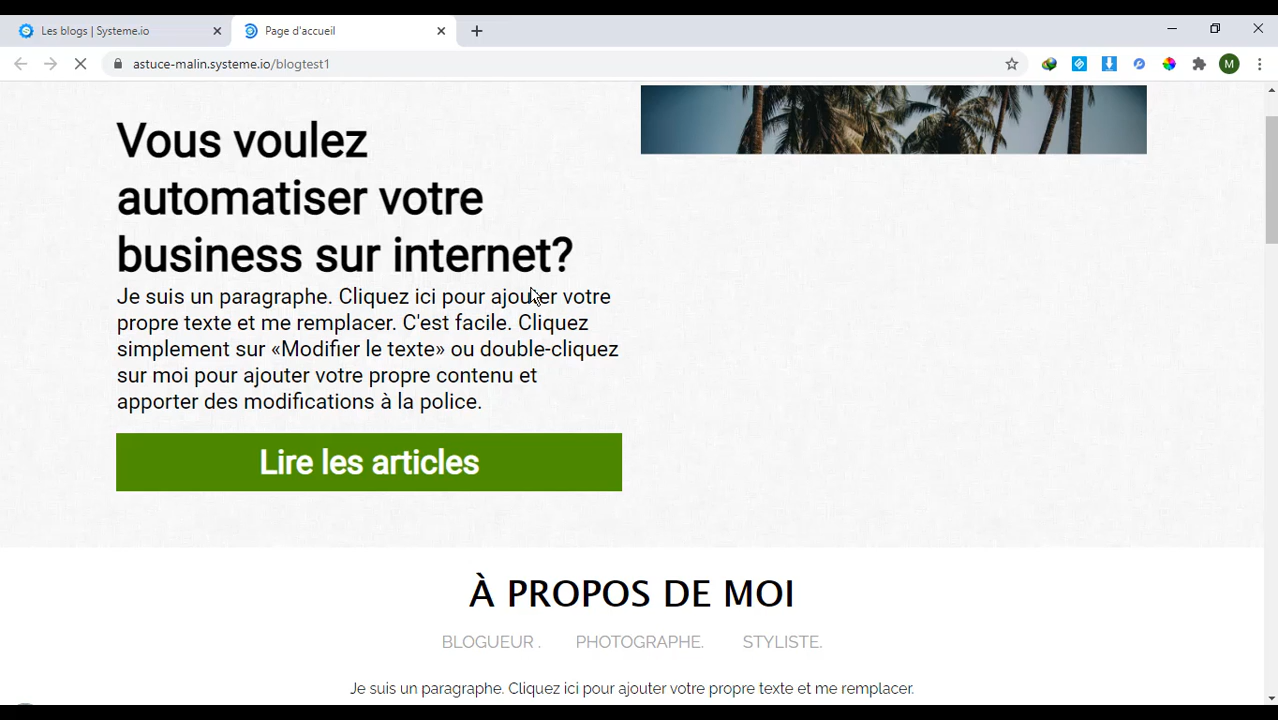 Les blogs | Systeme.io
Page d'accueil
astuce-malin.systeme.io/blogtest1
M
Vous voulez
automatiser votre
business sur internet?
Je suis un paragraphe. Cliquez ici pour ajouter votre
propre texte et me remplacer. C'est facile. Cliquez
simplement sur «Modifier le texte» ou double-cliquez
sur moi pour ajouter votre propre contenu et
apporter des modifications à la police.
Lire les articles
À PROPOS DE MOI
BLOGUEUR . PHOTOGRAPHE. STYLISTE.
Je suis un paragraphe. Cliquez ici pour ajouter votre propre texte et me remplacer.